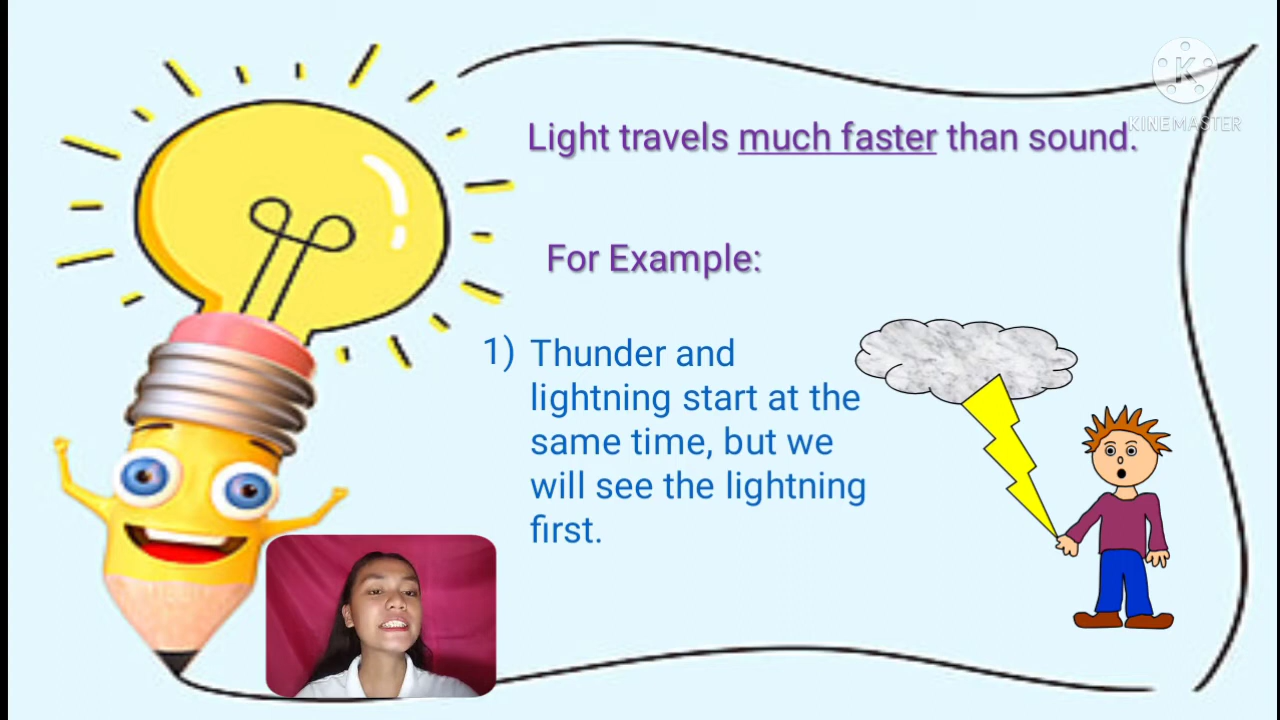 Light travels much faster than sound.
KINEMASTER
For Example:
1) Thunder and
lightning start at the
same time, but we
will see the lightning
first.